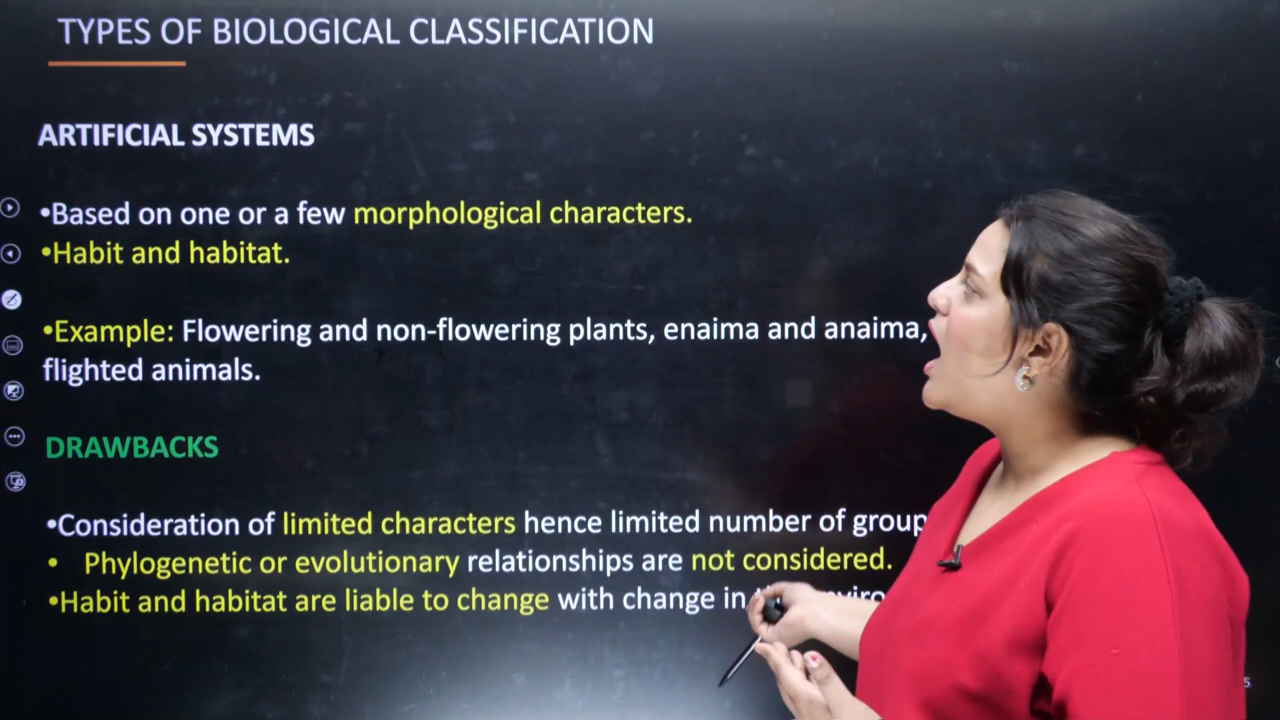 TYPES OF BIOLOGICAL CLASSIFICATION
ARTIFICIAL SYSTEMS
•Based on one or a few morphological characters.
•Habit and habitat.
•Example: Flowering and non-flowering plants, enaima and anaima,
flighted animals.
DRAWBACKS
•Consideration of limited characters hence limited number of group
• Phylogenetic or evolutionary relationships are not considered.
•Habit and habitat are liable to change with change in